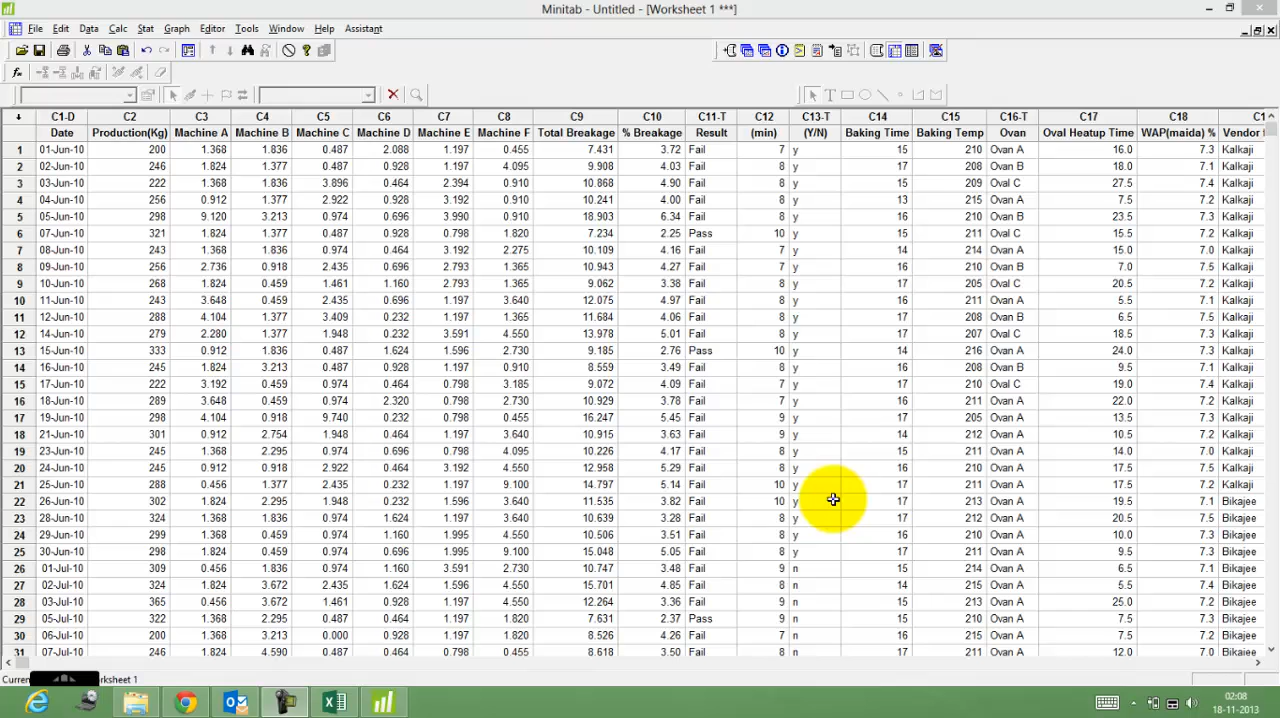 Minitab - Untitled - [Worksheet 1 ***]
File Edit Data Calc Stat Graph Editor Tools Window Help Assistant
C1-D C2 C3 C4 C5 C6 C7 C8 C9 C10 C11-T C12 C13-T C14 C15 C16-T C17 C18 C1
Date Production(Kg) Machine A Machine B Machine C Machine D Machine E Machine F Total Breakage % Breakage Result (min) (Y/N) Baking Time Baking Temp Ovan Oval Heatup Time WAP(maida) % Vendor
1 01-Jun-10 200 1.368 1.836 0.487 2.088 1.197 0.455 7.431 3.72 Fail 7 y 15 210 Ovan A 16.0 7.3 Kalkaji
2 02-Jun-10 246 1.824 1.377 0.487 0.928 1.197 4.095 9.908 4.03 Fail 8 y 17 208 Ovan B 18.0 7.1 Kalkaji
3 03-Jun-10 222 1.368 1.836 3.896 0.464 2.394 0.910 10.868 4.90 Fail 8 y 15 209 Oval C 27.5 7.4 Kalkaji
4 04-Jun-10 256 0.912 1.377 2.922 0.928 3.192 0.910 10.241 4.00 Fail 8 y 13 215 Ovan A 7.5 7.2 Kalkaji
5 05-Jun-10 298 9.120 3.213 0.974 0.696 3.990 0.910 18.903 6.34 Fail 8 y 16 210 Ovan B 23.5 7.2 Kalkaji
6 07-Jun-10 321 1.824 1.377 0.487 0.928 0.798 1.820 7.234 2.25 Pass 10 y 15 211 Oval C 15.5 7.2 Kalkaji
7 08-Jun-10 243 1.368 1.836 0.974 0.464 3.192 2.275 10.109 4.16 Fail 7 y 14 214 Ovan A 15.0 7.0 Kalkaji
8 09-Jun-10 256 2.736 0.918 2.435 0.696 2.793 1.365 10.943 4.27 Fail 7 y 16 210 Ovan B 7.0 7.5 Kalkaji
9 10-Jun-10 268 1.824 0.459 1.461 1.160 2.793 1.365 9.062 3.38 Fail 8 y 17 205 Oval C 20.5 7.2 Kalkaji
10 11-Jun-10 243 3.648 0.459 2.435 0.696 1.197 3.640 12.075 4.97 Fail 8 y 16 211 Ovan A 5.5 7.1 Kalkaji
11 12-Jun-10 288 4.104 1.377 3.409 0.232 1.197 1.365 11.684 4.06 Fail 8 y 17 208 Ovan B 6.5 7.5 Kalkaji
12 14-Jun-10 279 2.280 1.377 1.948 0.232 3.591 4.550 13.978 5.01 Fail 8 y 17 207 Oval C 18.5 7.3 Kalkaji
13 15-Jun-10 333 0.912 1.836 0.487 1.624 1.596 2.730 9.185 2.76 Pass 10 y 14 216 Ovan A 24.0 7.3 Kalkaji
14 16-Jun-10 245 1.824 3.213 0.487 0.928 1.197 0.910 8.559 3.49 Fail 8 y 16 208 Ovan B 9.5 7.1 Kalkaji
15 17-Jun-10 222 3.192 0.459 0.974 0.464 0.798 3.185 9.072 4.09 Fail 7 y 17 210 Oval C 19.0 7.4 Kalkaji
16 18-Jun-10 289 3.648 0.459 0.974 2.320 0.798 2.730 10.929 3.78 Fail 7 y 16 211 Ovan A 22.0 7.2 Kalkaji
17 19-Jun-10 298 4.104 0.918 9.740 0.232 0.798 0.455 16.247 5.45 Fail 9 y 17 205 Ovan A 13.5 7.3 Kalkaji
18 21-Jun-10 301 0.912 2.754 1.948 0.464 1.197 3.640 10.915 3.63 Fail 9 y 14 212 Ovan A 10.5 7.2 Kalkaji
19 23-Jun-10 245 1.368 2.295 0.974 0.696 0.798 4.095 10.226 4.17 Fail 8 y 15 211 Ovan A 14.0 7.0 Kalkaji
20 24-Jun-10 245 0.912 0.918 2.922 0.464 3.192 4.550 12.958 5.29 Fail 8 y 16 210 Ovan A 17.5 7.5 Kalkaji
21 25-Jun-10 288 0.456 1.377 2.435 0.232 1.197 9.100 14.797 5.14 Fail 10 y 17 211 Ovan A 17.5 7.2 Kalkaji
22 26-Jun-10 302 1.824 2.295 1.948 0.232 1.596 3.640 11.535 3.82 Fail 10 y 17 213 Ovan A 19.5 7.1 Bikajee
23 28-Jun-10 324 1.368 1.836 0.974 1.624 1.197 3.640 10.639 3.28 Fail 8 y 17 212 Ovan A 20.5 7.5 Bikajee
24 29-Jun-10 299 1.368 0.459 0.974 1.160 1.995 4.550 10.506 3.51 Fail 8 y 16 210 Ovan A 10.0 7.3 Bikajee
25 30-Jun-10 298 1.824 0.459 0.974 0.696 1.995 9.100 15.048 5.05 Fail 8 y 17 211 Ovan A 9.5 7.3 Bikajee
26 01-Jul-10 309 0.456 1.836 0.974 1.160 3.591 2.730 10.747 3.48 Fail 9 n 15 214 Ovan A 6.5 7.1 Bikajee
27 02-Jul-10 324 1.824 3.672 2.435 1.624 1.596 4.550 15.701 4.85 Fail 8 n 14 215 Ovan A 5.5 7.4 Bikajee
28 03-Jul-10 365 0.456 3.672 1.461 0.928 1.197 4.550 12.264 3.36 Fail 9 n 15 213 Ovan A 25.0 7.2 Bikajee
29 05-Jul-10 322 1.368 2.295 0.487 0.464 1.197 1.820 7.631 2.37 Pass 9 n 15 210 Ovan A 7.5 7.3 Bikajee
30 06-Jul-10 200 1.368 3.213 0.000 0.928 1.197 1.820 8.526 4.26 Fail 7 n 16 215 Ovan A 7.5 7.2 Bikajee
31 07-Jul-10 246 1.824 4.590 0.487 0.464 0.798 0.455 8.618 3.50 Fail 8 n 17 211 Ovan A 12.0 7.0 Bikajee
Curren rksheet 1
02:08
18-11-2013